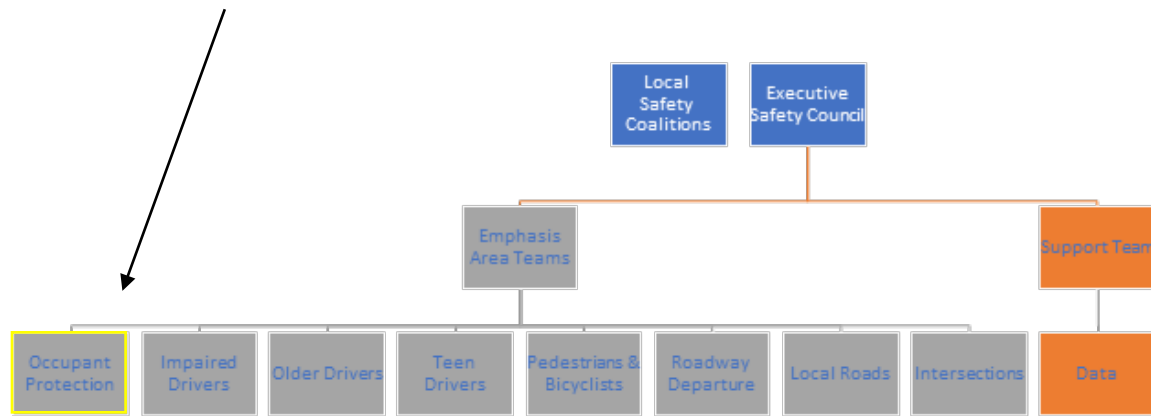 Local
Safety
Coalitions
Executive
Safety Council
Emphasis
Area Teams
Support Team
Occupant
Protection
Impaired
Drivers
Older Drivers
Teen
Drivers
Pedestrians &
Bicyclists
Roadway
Departure
Local Roads
Intersections
Data